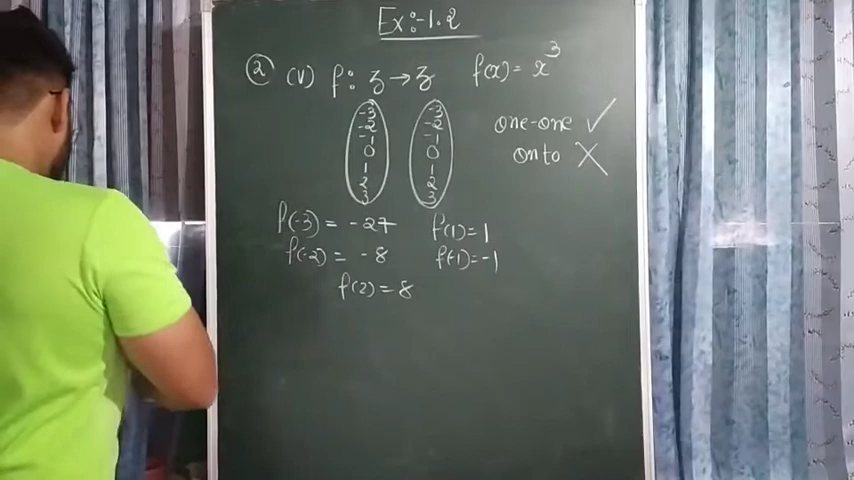 Ex:-1.2
② (v) f: Z → Z f(x) = x³
-3 -3
-2 -2
-1 -1
0 0
1 1
2 2
3 3
one-one ✓
onto ✗
f(-3) = -27 f(1) = 1
f(-2) = -8 f(-1) = -1
f(2) = 8